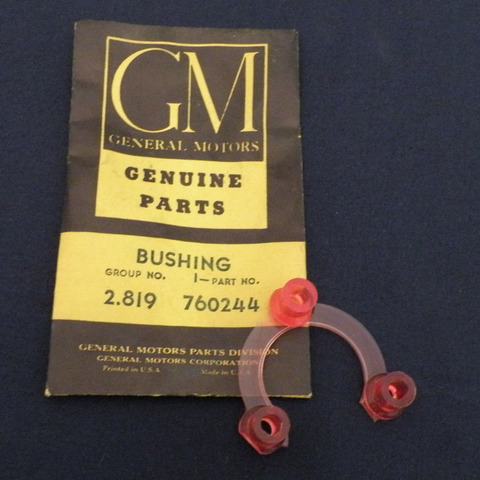 GM
GENERAL MOTORS
GENUINE
PARTS
BUSHING
GROUP NO. 1—PART NO.
2.819 760244
GENERAL MOTORS PARTS DIVISION
GENERAL MOTORS CORPORATION
Printed in U.S.A. Made in U.S.A.